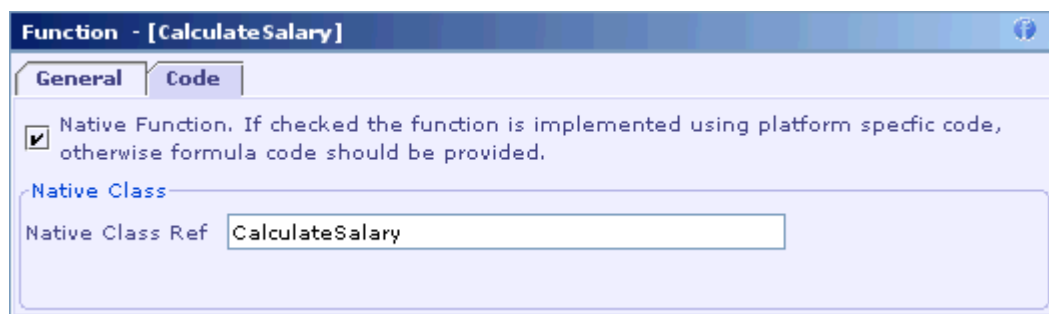 Function - [CalculateSalary]
General Code
Native Function. If checked the function is implemented using platform specfic code,
otherwise formula code should be provided.
Native Class
Native Class Ref CalculateSalary